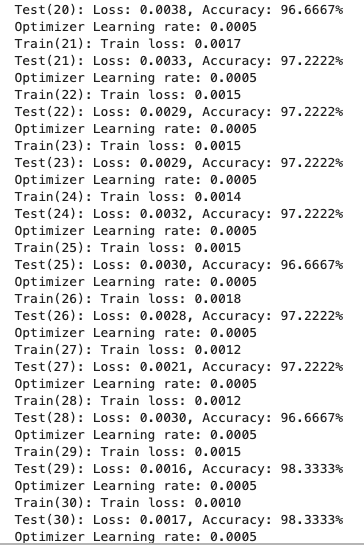 Test(20): Loss: 0.0038, Accuracy: 96.6667%
Optimizer Learning rate: 0.0005
Train(21): Train loss: 0.0017
Test(21): Loss: 0.0033, Accuracy: 97.2222%
Optimizer Learning rate: 0.0005
Train(22): Train loss: 0.0015
Test(22): Loss: 0.0029, Accuracy: 97.2222%
Optimizer Learning rate: 0.0005
Train(23): Train loss: 0.0015
Test(23): Loss: 0.0029, Accuracy: 97.2222%
Optimizer Learning rate: 0.0005
Train(24): Train loss: 0.0014
Test(24): Loss: 0.0032, Accuracy: 97.2222%
Optimizer Learning rate: 0.0005
Train(25): Train loss: 0.0015
Test(25): Loss: 0.0030, Accuracy: 96.6667%
Optimizer Learning rate: 0.0005
Train(26): Train loss: 0.0018
Test(26): Loss: 0.0028, Accuracy: 97.2222%
Optimizer Learning rate: 0.0005
Train(27): Train loss: 0.0012
Test(27): Loss: 0.0021, Accuracy: 97.2222%
Optimizer Learning rate: 0.0005
Train(28): Train loss: 0.0012
Test(28): Loss: 0.0030, Accuracy: 96.6667%
Optimizer Learning rate: 0.0005
Train(29): Train loss: 0.0015
Test(29): Loss: 0.0016, Accuracy: 98.3333%
Optimizer Learning rate: 0.0005
Train(30): Train loss: 0.0010
Test(30): Loss: 0.0017, Accuracy: 98.3333%
Optimizer Learning rate: 0.0005